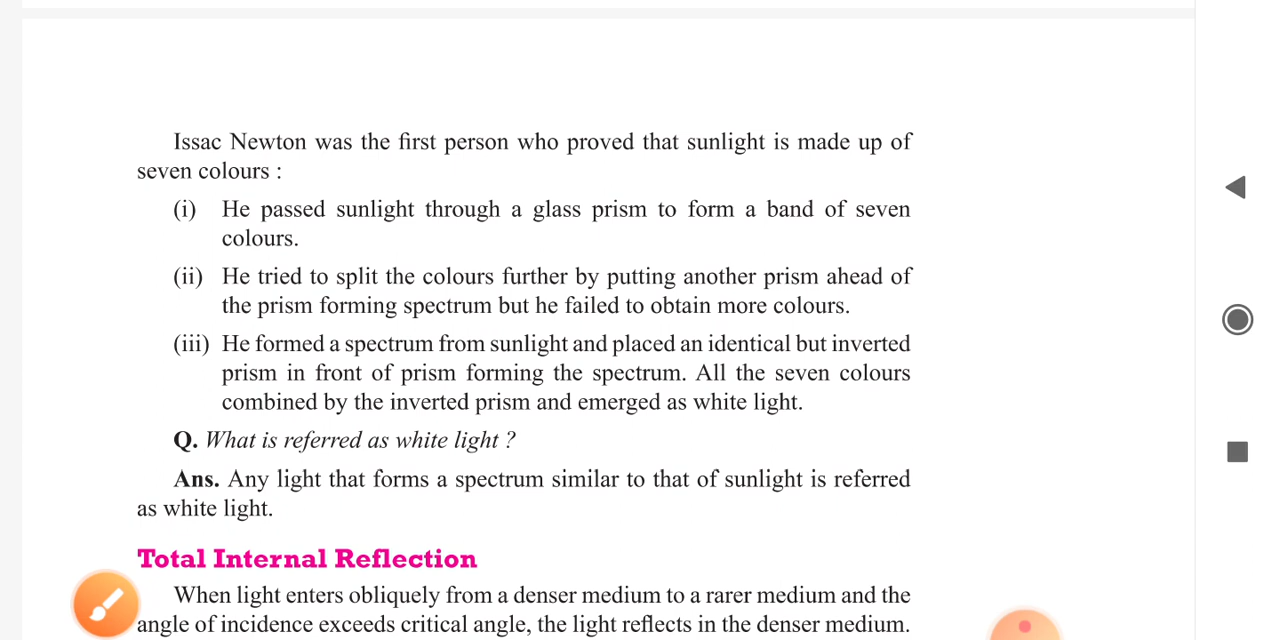 Issac Newton was the first person who proved that sunlight is made up of
seven colours :
(i) He passed sunlight through a glass prism to form a band of seven
colours.
(ii) He tried to split the colours further by putting another prism ahead of
the prism forming spectrum but he failed to obtain more colours.
(iii) He formed a spectrum from sunlight and placed an identical but inverted
prism in front of prism forming the spectrum. All the seven colours
combined by the inverted prism and emerged as white light.
Q. What is referred as white light ?
Ans. Any light that forms a spectrum similar to that of sunlight is referred
as white light.
Total Internal Reflection
When light enters obliquely from a denser medium to a rarer medium and the
angle of incidence exceeds critical angle, the light reflects in the denser medium.